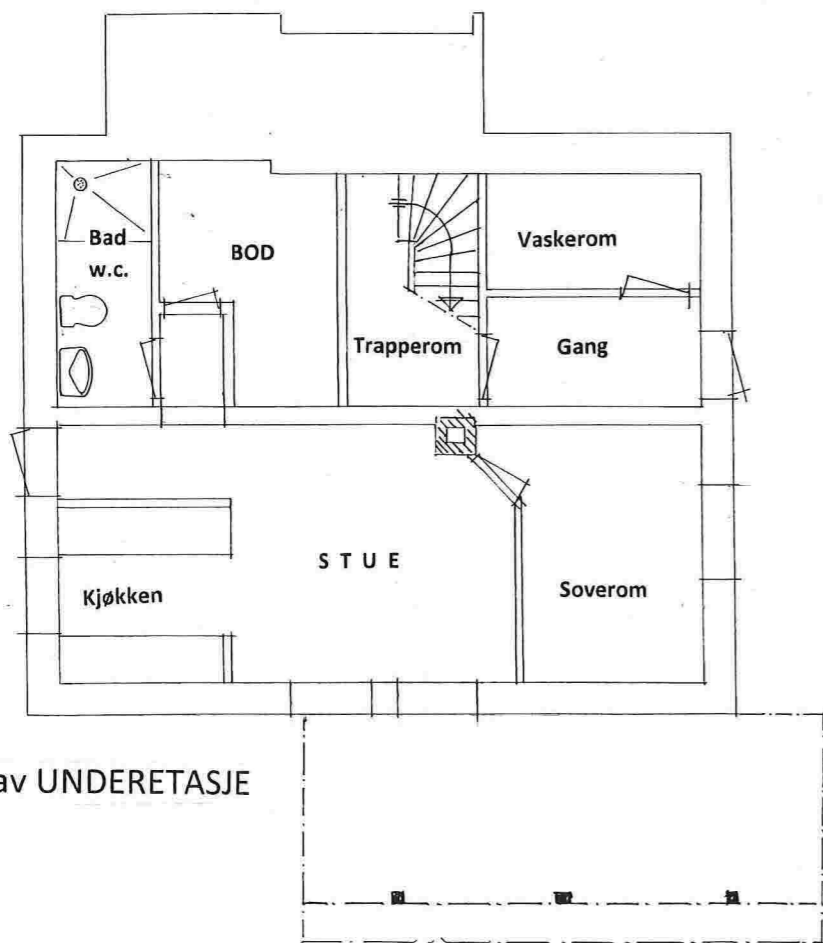 Bad
w.c.
BOD
Trapperom
Vaskerom
Gang
S T U E
Kjøkken
Soverom
av UNDERETASJE